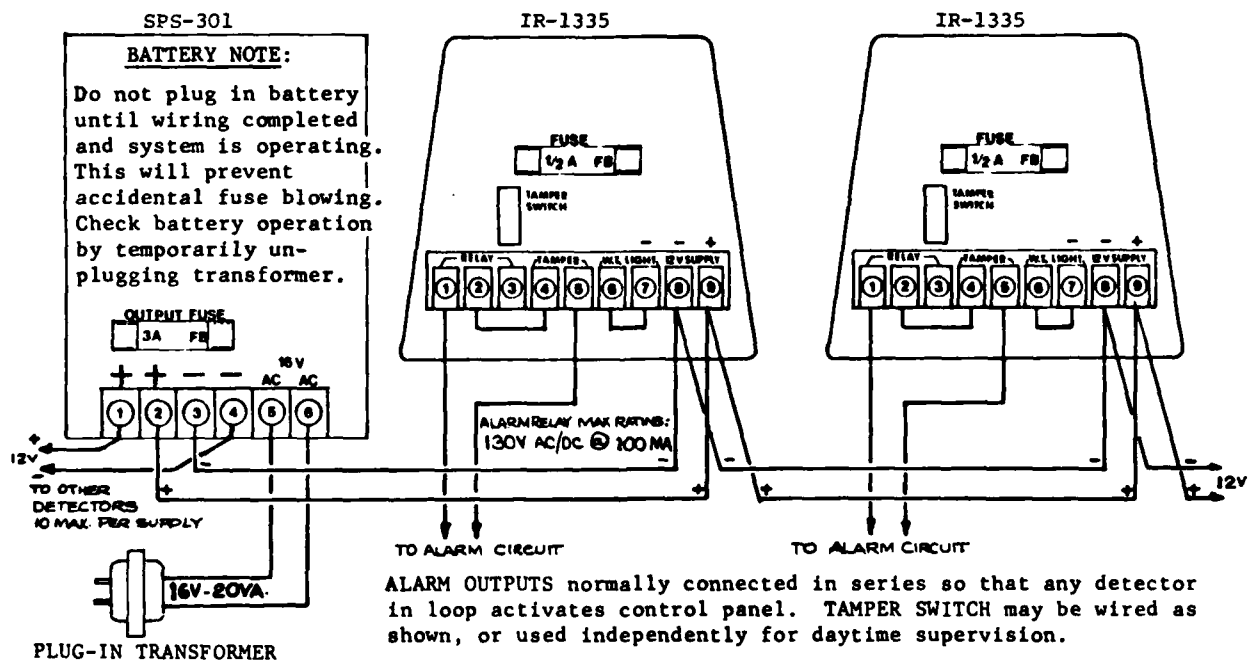 SPS-301
BATTERY NOTE:
Do not plug in battery
until wiring completed
and system is operating.
This will prevent
accidental fuse blowing.
Check battery operation
by temporarily un-
plugging transformer.
OUTPUT FUSE
3A FB
+ + - -
16V
AC AC
1 2 3 4 5 6
+
12V
-
TO OTHER
DETECTORS
10 MAX. PER SUPPLY
16V-20VA.
PLUG-IN TRANSFORMER
IR-1335
FUSE
1/2 A FB
TAMPER
SWITCH
- - +
RELAY TAMPER W.T. LIGHT 12V SUPPLY
1 2 3 4 5 6 7 8 9
ALARM RELAY MAX RATING:
130V AC/DC @ 100 MA
- -
+ +
TO ALARM CIRCUIT
IR-1335
FUSE
1/2 A FB
TAMPER
SWITCH
- - +
RELAY TAMPER W.T. LIGHT 12V SUPPLY
1 2 3 4 5 6 7 8 9
- - -
12V
+ + +
TO ALARM CIRCUIT
ALARM OUTPUTS normally connected in series so that any detector
in loop activates control panel. TAMPER SWITCH may be wired as
shown, or used independently for daytime supervision.